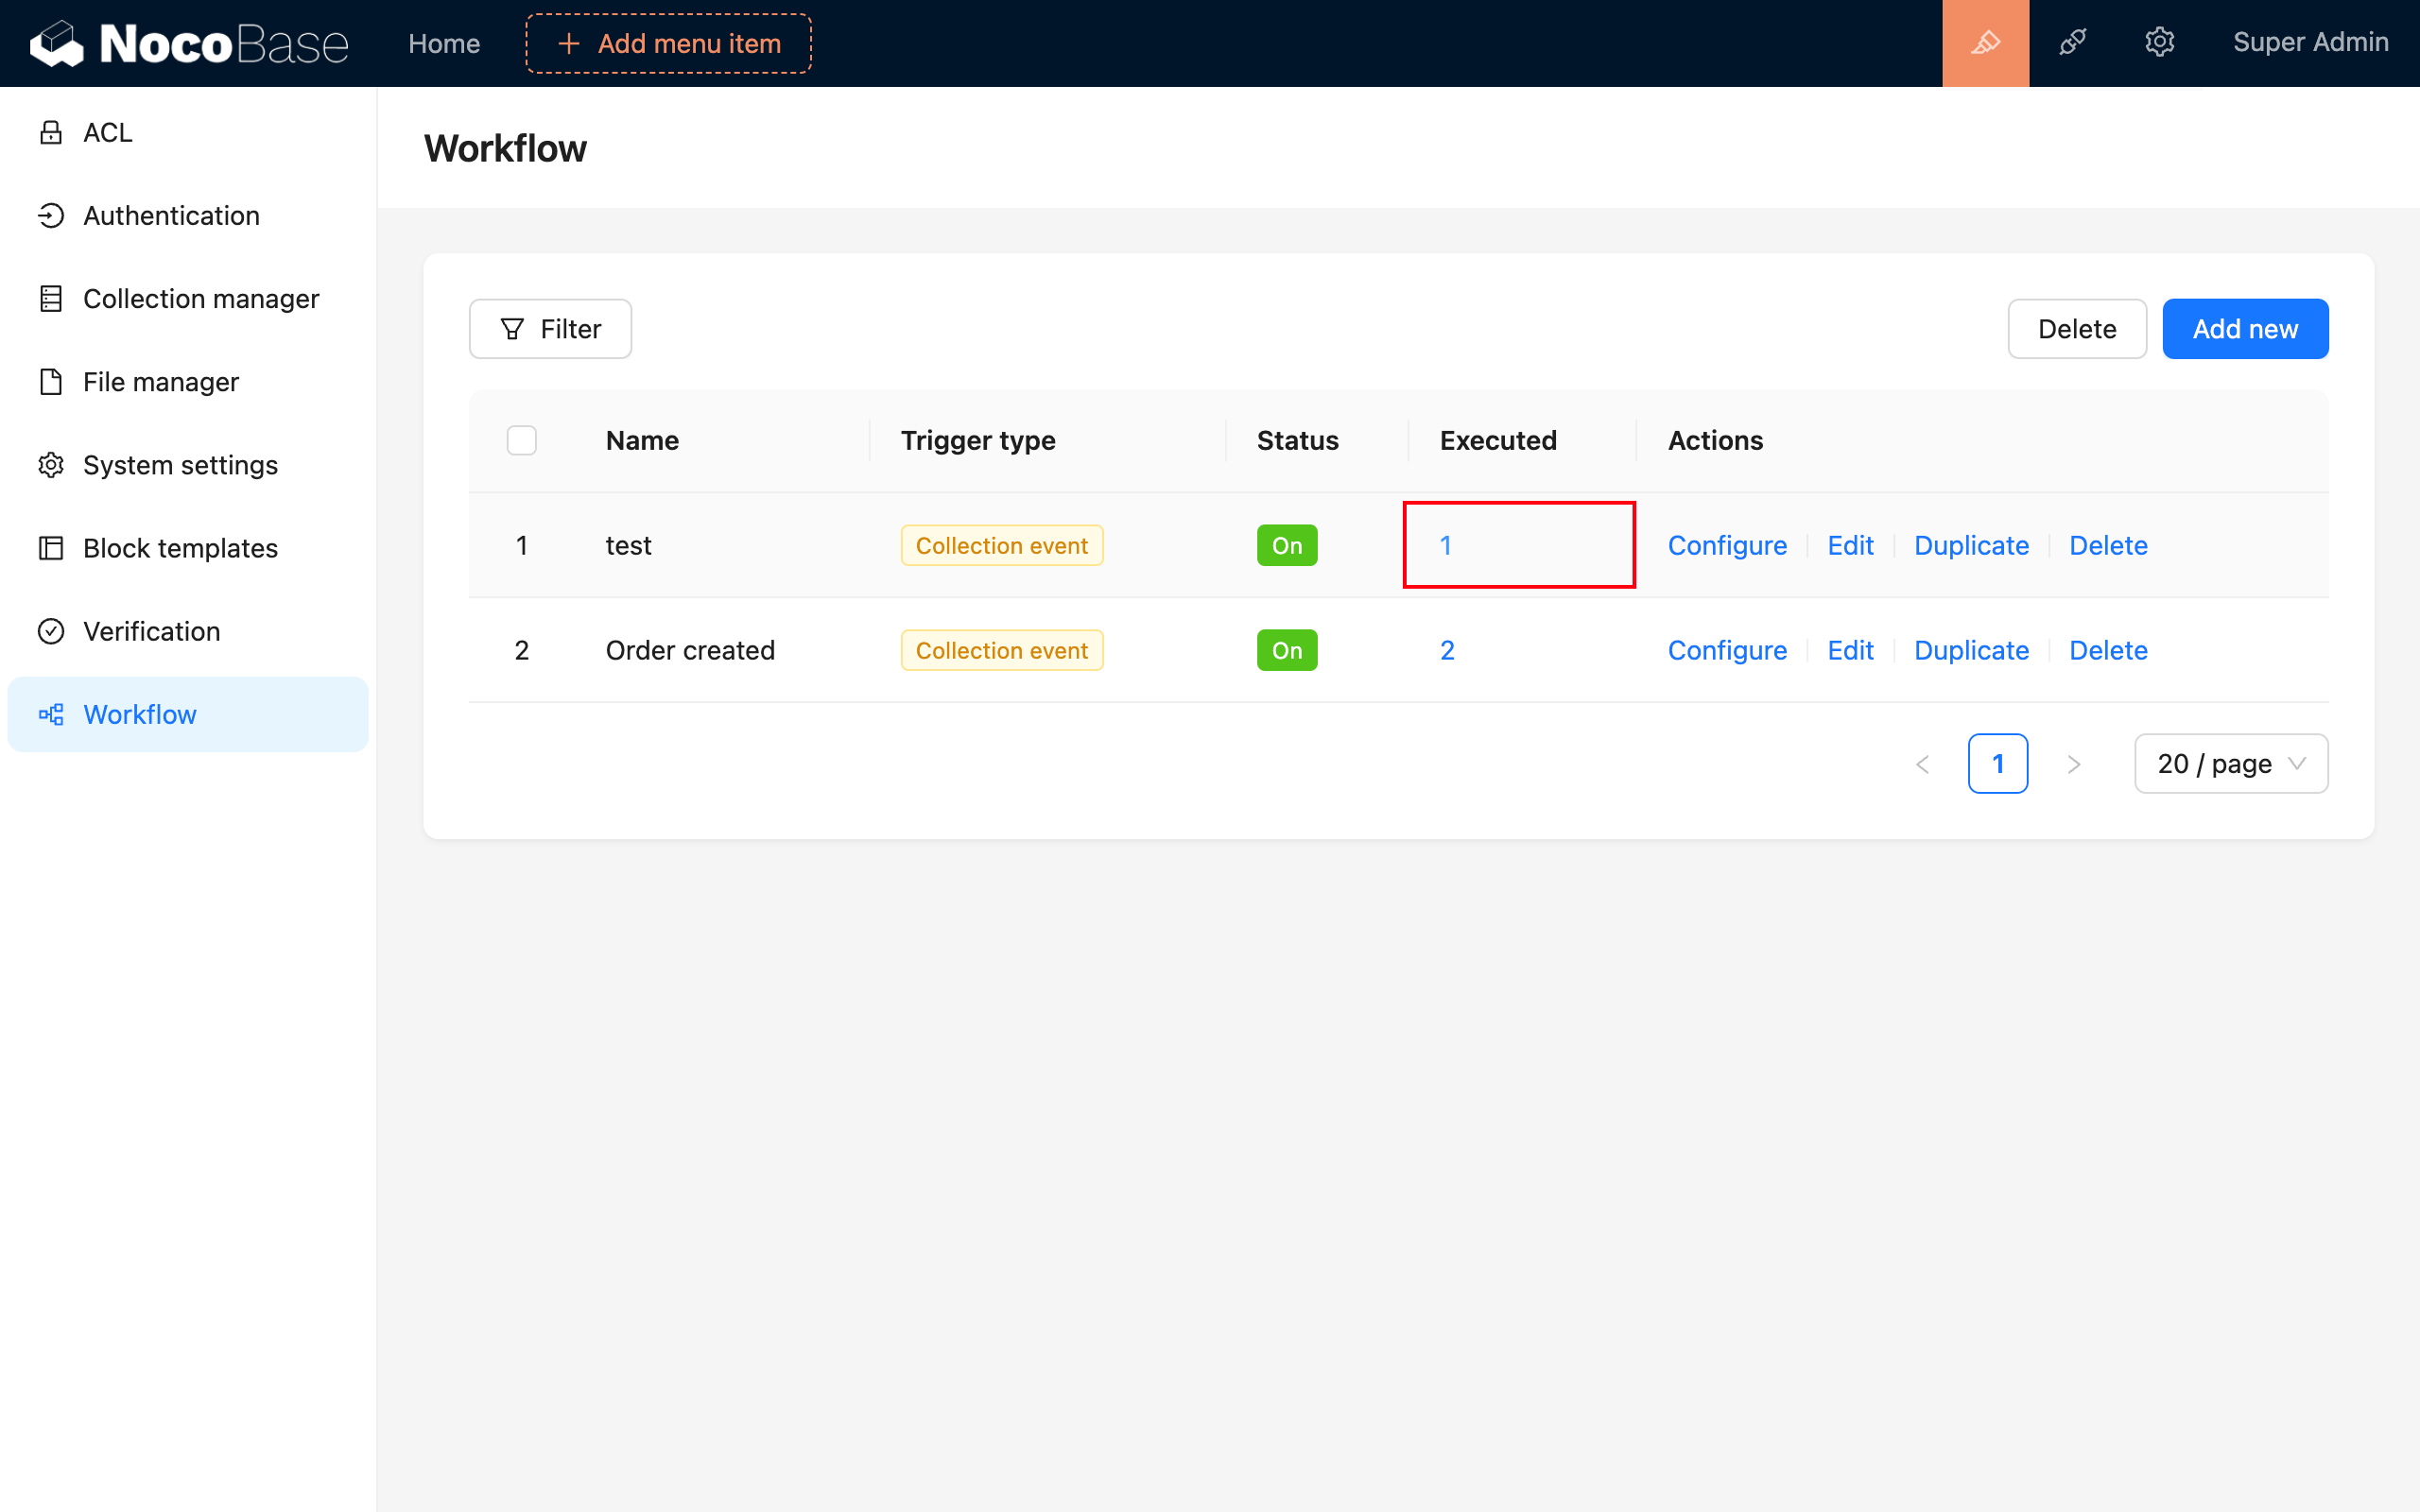 NocoBase
Home
Add menu item
Super Admin
ACL
Authentication
Collection manager
File manager
System settings
Block templates
Verification
Workflow
Workflow
Filter
Delete
Add new
Name Trigger type Status Executed Actions
1 test Collection event On 1 Configure Edit Duplicate Delete
2 Order created Collection event On 2 Configure Edit Duplicate Delete
1
20 / page